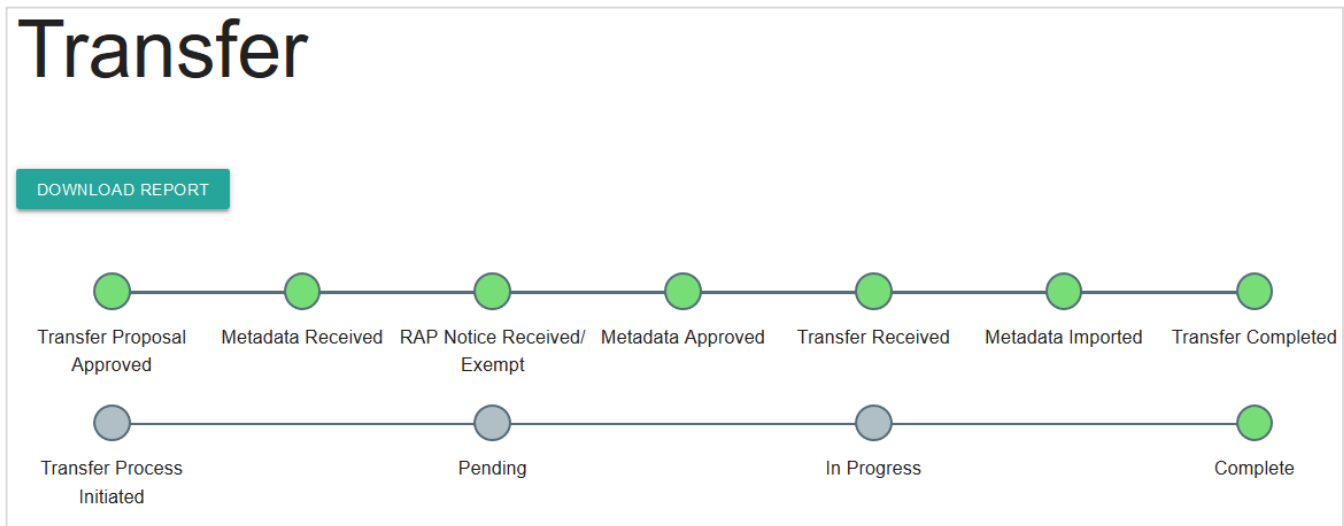 Transfer
DOWNLOAD REPORT
Transfer Proposal Metadata Received RAP Notice Received/ Metadata Approved Transfer Received Metadata Imported Transfer Completed
Approved Exempt
Transfer Process Pending In Progress Complete
Initiated